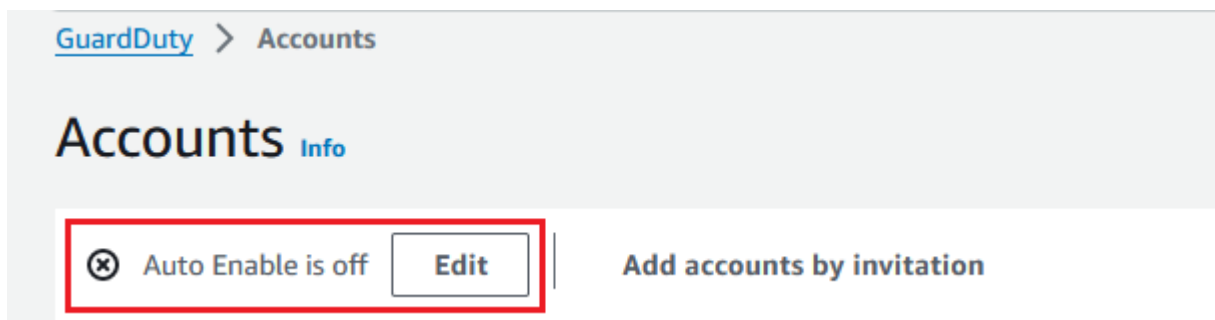 GuardDuty > Accounts
Accounts Info
Auto Enable is off Edit Add accounts by invitation